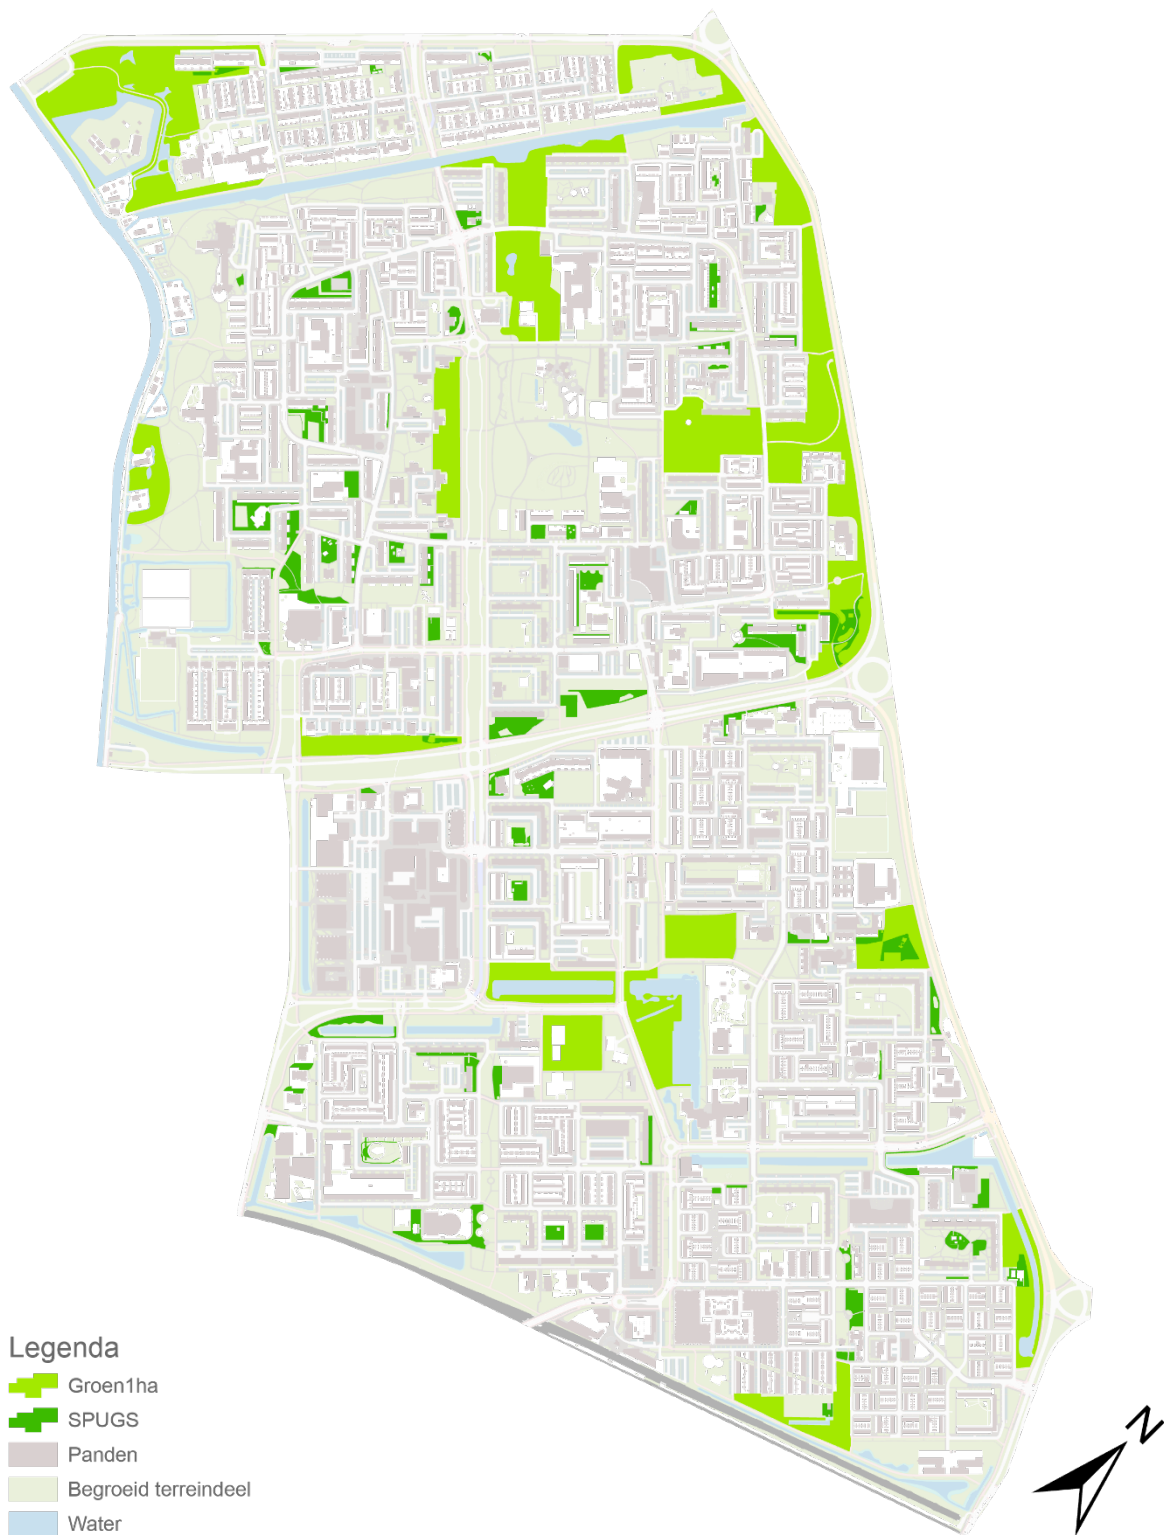 N
Legenda
Groen1ha
SPUGS
Panden
Begroeid terreindeel
Water